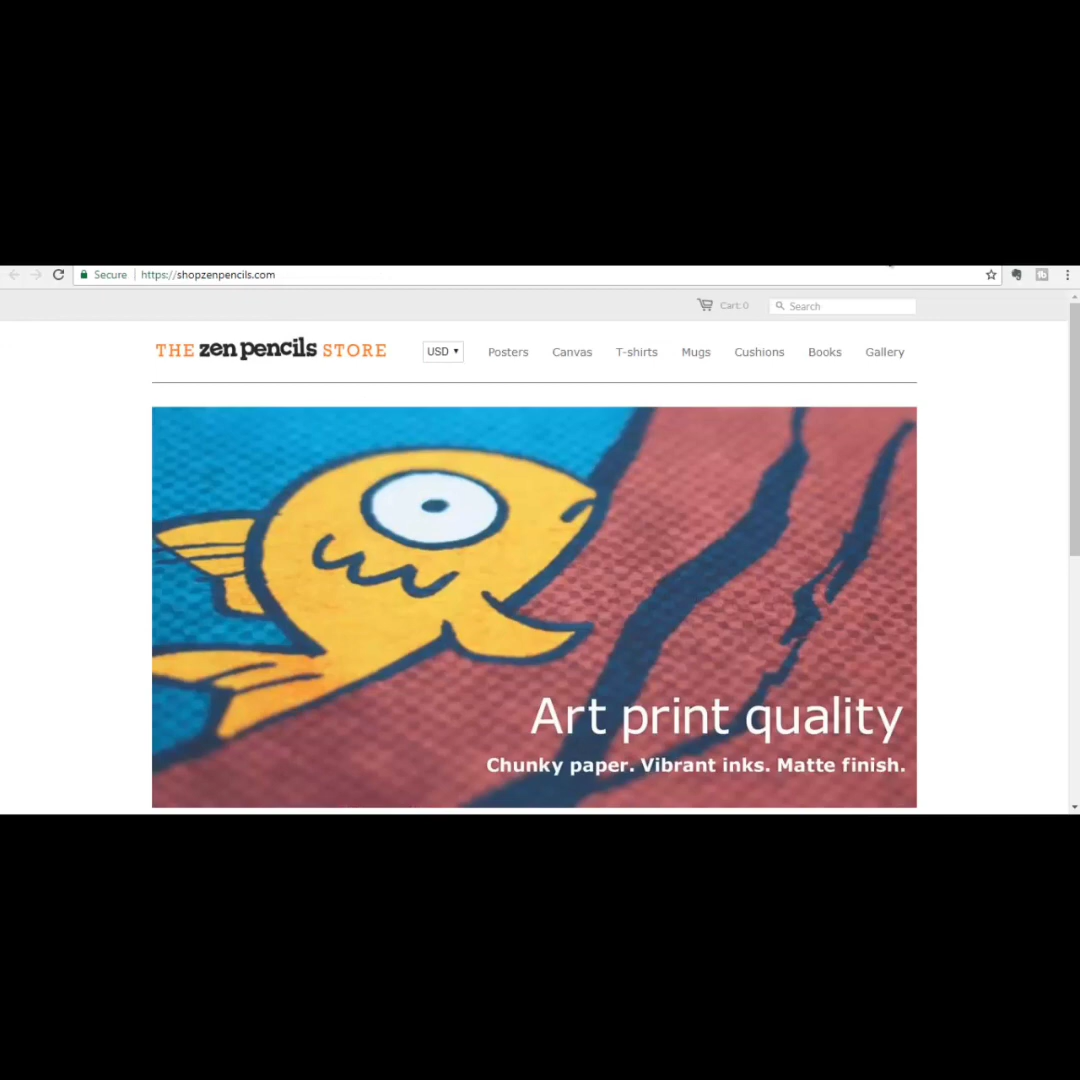 Secure https://shopzenpencils.com
Cart: 0 Search
THE zen pencils STORE USD Posters Canvas T-shirts Mugs Cushions Books Gallery
Art print quality
Chunky paper. Vibrant inks. Matte finish.